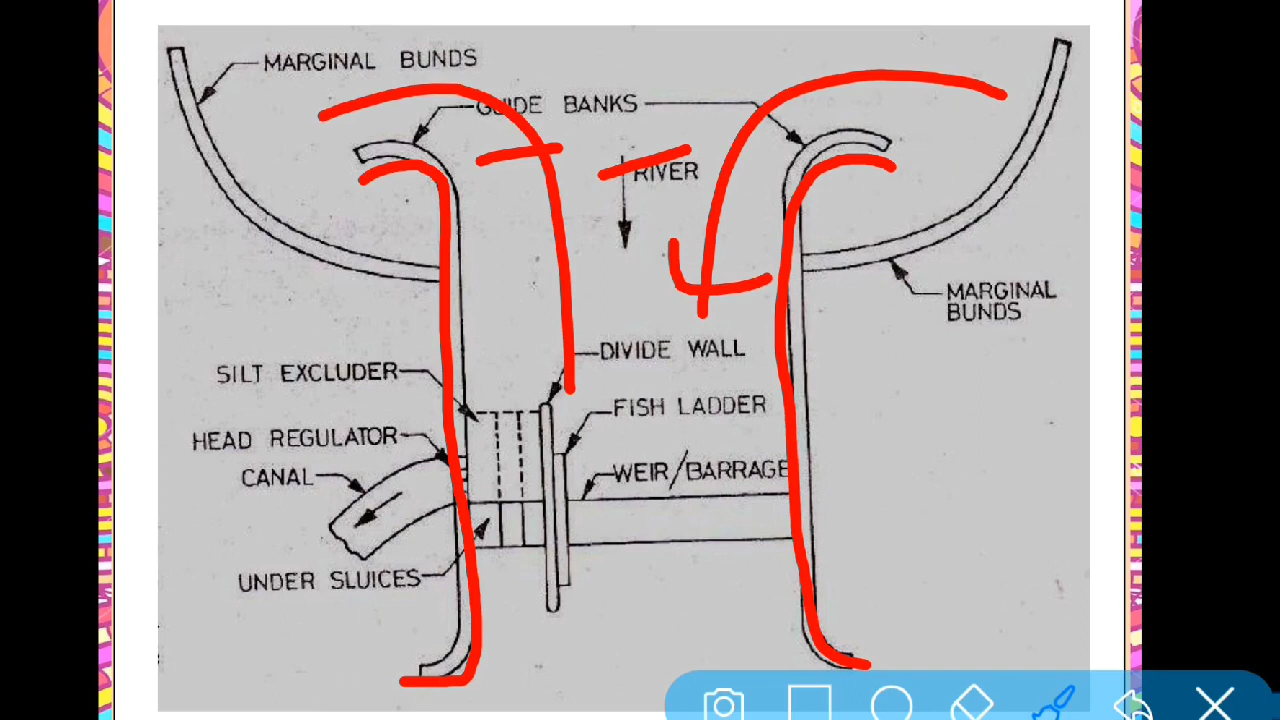 MARGINAL BUNDS
GUIDE BANKS
RIVER
MARGINAL
BUNDS
DIVIDE WALL
SILT EXCLUDER
FISH LADDER
HEAD REGULATOR
CANAL
WEIR/BARRAGE
UNDER SLUICES